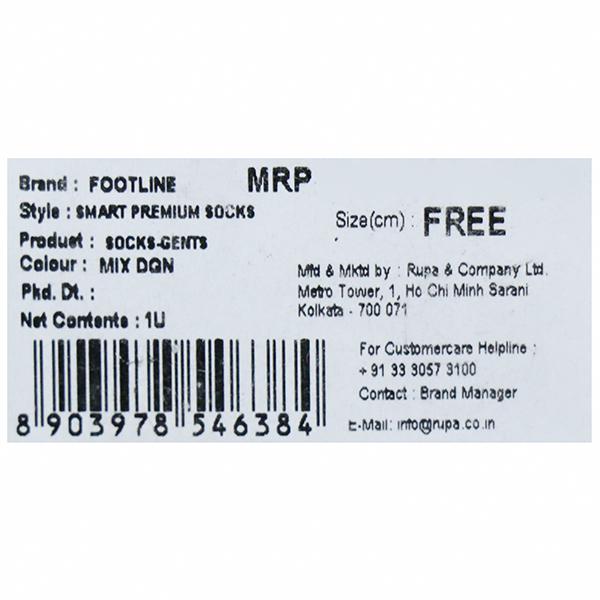 Brand : FOOTLINE
MRP
Style : SMART PREMIUM SOCKS
Size(cm) : FREE
Product : SOCKS-GENTS
Colour : MIX DGN
Mfd & Mktd by : Rupa & Company Ltd.
Metro Tower, 1, Ho Chi Minh Sarani
Kolkata - 700 071
Pkd. Dt. :
Net Contents : 1U
For Customercare Helpline :
+ 91 33 3057 3100
Contact : Brand Manager
E-Mail: info@rupa.co.in
8 903978 546384